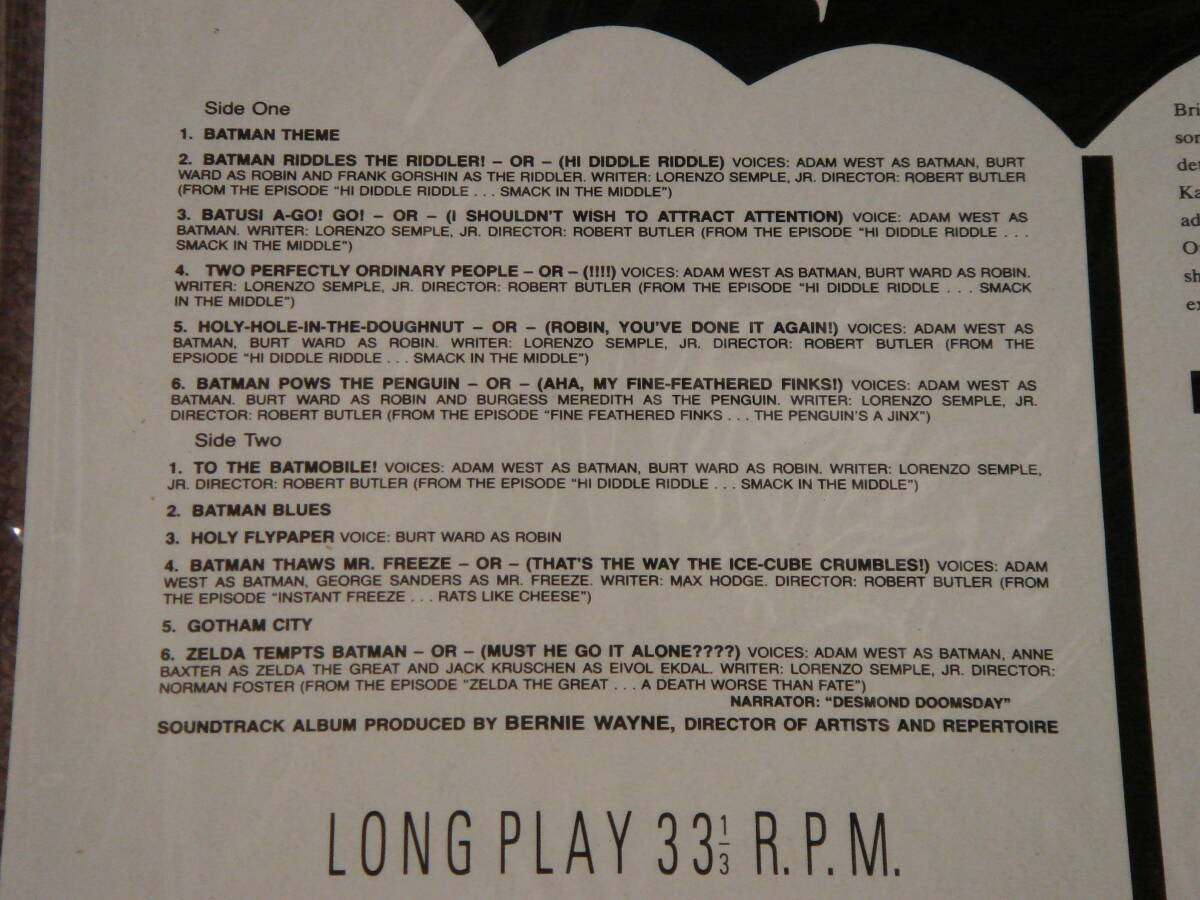 Side One
1. BATMAN THEME
2. BATMAN RIDDLES THE RIDDLER! – OR – (HI DIDDLE RIDDLE) VOICES: ADAM WEST AS BATMAN, BURT
WARD AS ROBIN AND FRANK GORSHIN AS THE RIDDLER. WRITER: LORENZO SEMPLE, JR. DIRECTOR: ROBERT BUTLER
(FROM THE EPISODE “HI DIDDLE RIDDLE . . . SMACK IN THE MIDDLE”)
3. BATUSI A-GO! GO! – OR – (I SHOULDN'T WISH TO ATTRACT ATTENTION) VOICE: ADAM WEST AS
BATMAN. WRITER: LORENZO SEMPLE, JR. DIRECTOR: ROBERT BUTLER (FROM THE EPISODE “HI DIDDLE RIDDLE . . .
SMACK IN THE MIDDLE”)
4. TWO PERFECTLY ORDINARY PEOPLE – OR – (!!!!) VOICES: ADAM WEST AS BATMAN, BURT WARD AS ROBIN.
WRITER: LORENZO SEMPLE, JR. DIRECTOR: ROBERT BUTLER (FROM THE EPISODE “HI DIDDLE RIDDLE . . . SMACK
IN THE MIDDLE”)
5. HOLY-HOLE-IN-THE-DOUGHNUT – OR – (ROBIN, YOU'VE DONE IT AGAIN!) VOICES: ADAM WEST AS
BATMAN, BURT WARD AS ROBIN. WRITER: LORENZO SEMPLE, JR. DIRECTOR: ROBERT BUTLER (FROM THE
EPSIODE “HI DIDDLE RIDDLE . . . SMACK IN THE MIDDLE”)
6. BATMAN POWS THE PENGUIN – OR – (AHA, MY FINE-FEATHERED FINKS!) VOICES: ADAM WEST AS
BATMAN. BURT WARD AS ROBIN AND BURGESS MEREDITH AS THE PENGUIN. WRITER: LORENZO SEMPLE, JR.
DIRECTOR: ROBERT BUTLER (FROM THE EPISODE “FINE FEATHERED FINKS . . . THE PENGUIN'S A JINX”)
Side Two
1. TO THE BATMOBILE! VOICES: ADAM WEST AS BATMAN, BURT WARD AS ROBIN. WRITER: LORENZO SEMPLE,
JR. DIRECTOR: ROBERT BUTLER (FROM THE EPISODE “HI DIDDLE RIDDLE . . . SMACK IN THE MIDDLE”)
2. BATMAN BLUES
3. HOLY FLYPAPER VOICE: BURT WARD AS ROBIN
4. BATMAN THAWS MR. FREEZE – OR – (THAT'S THE WAY THE ICE-CUBE CRUMBLES!) VOICES: ADAM
WEST AS BATMAN, GEORGE SANDERS AS MR. FREEZE. WRITER: MAX HODGE. DIRECTOR: ROBERT BUTLER (FROM
THE EPISODE “INSTANT FREEZE . . . RATS LIKE CHEESE”)
5. GOTHAM CITY
6. ZELDA TEMPTS BATMAN – OR – (MUST HE GO IT ALONE????) VOICES: ADAM WEST AS BATMAN, ANNE
BAXTER AS ZELDA THE GREAT AND JACK KRUSCHEN AS EIVOL EKDAL. WRITER: LORENZO SEMPLE, JR. DIRECTOR:
NORMAN FOSTER (FROM THE EPISODE “ZELDA THE GREAT . . . A DEATH WORSE THAN FATE”)
NARRATOR: “DESMOND DOOMSDAY”
SOUNDTRACK ALBUM PRODUCED BY BERNIE WAYNE, DIRECTOR OF ARTISTS AND REPERTOIRE
LONG PLAY 33 1/3 R.P.M.